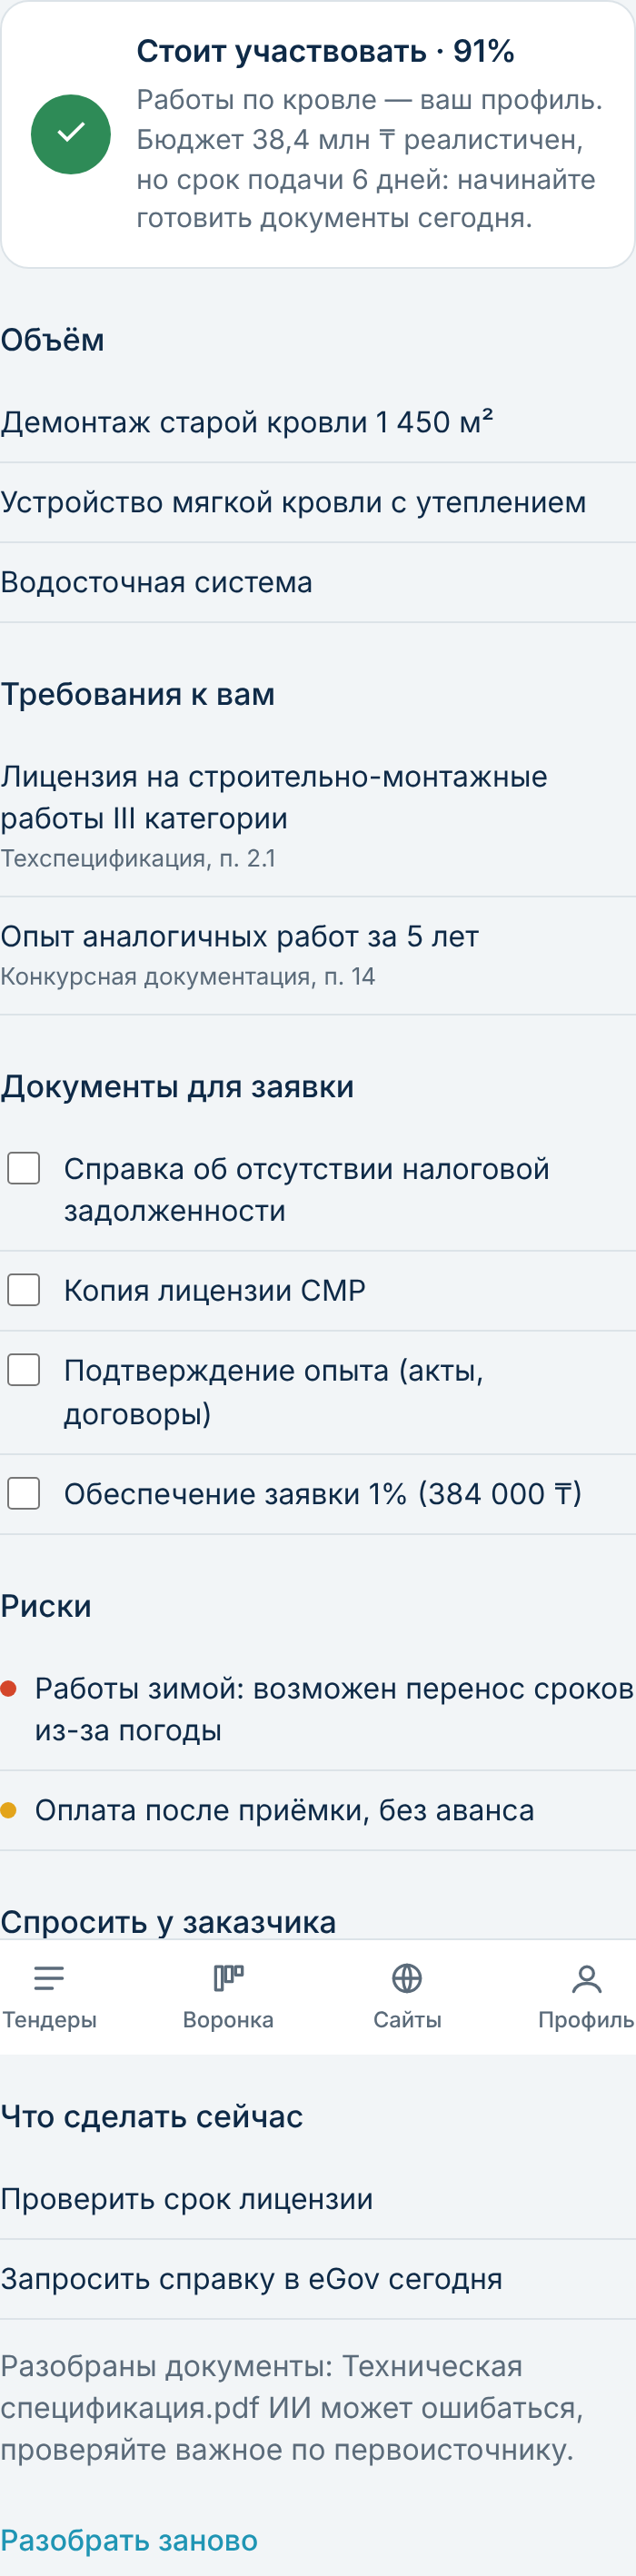 Стоит участвовать · 91%
Работы по кровле — ваш профиль.
Бюджет 38,4 млн ₸ реалистичен,
но срок подачи 6 дней: начинайте
готовить документы сегодня.
Объём
Демонтаж старой кровли 1 450 м²
Устройство мягкой кровли с утеплением
Водосточная система
Требования к вам
Лицензия на строительно-монтажные
работы III категории
Техспецификация, п. 2.1
Опыт аналогичных работ за 5 лет
Конкурсная документация, п. 14
Документы для заявки
Справка об отсутствии налоговой
задолженности
Копия лицензии СМР
Подтверждение опыта (акты,
договоры)
Обеспечение заявки 1% (384 000 ₸)
Риски
Работы зимой: возможен перенос сроков
из-за погоды
Оплата после приёмки, без аванса
Спросить у заказчика
Тендеры
Воронка
Сайты
Профиль
Что сделать сейчас
Проверить срок лицензии
Запросить справку в eGov сегодня
Разобраны документы: Техническая
спецификация.pdf ИИ может ошибаться,
проверяйте важное по первоисточнику.
Разобрать заново